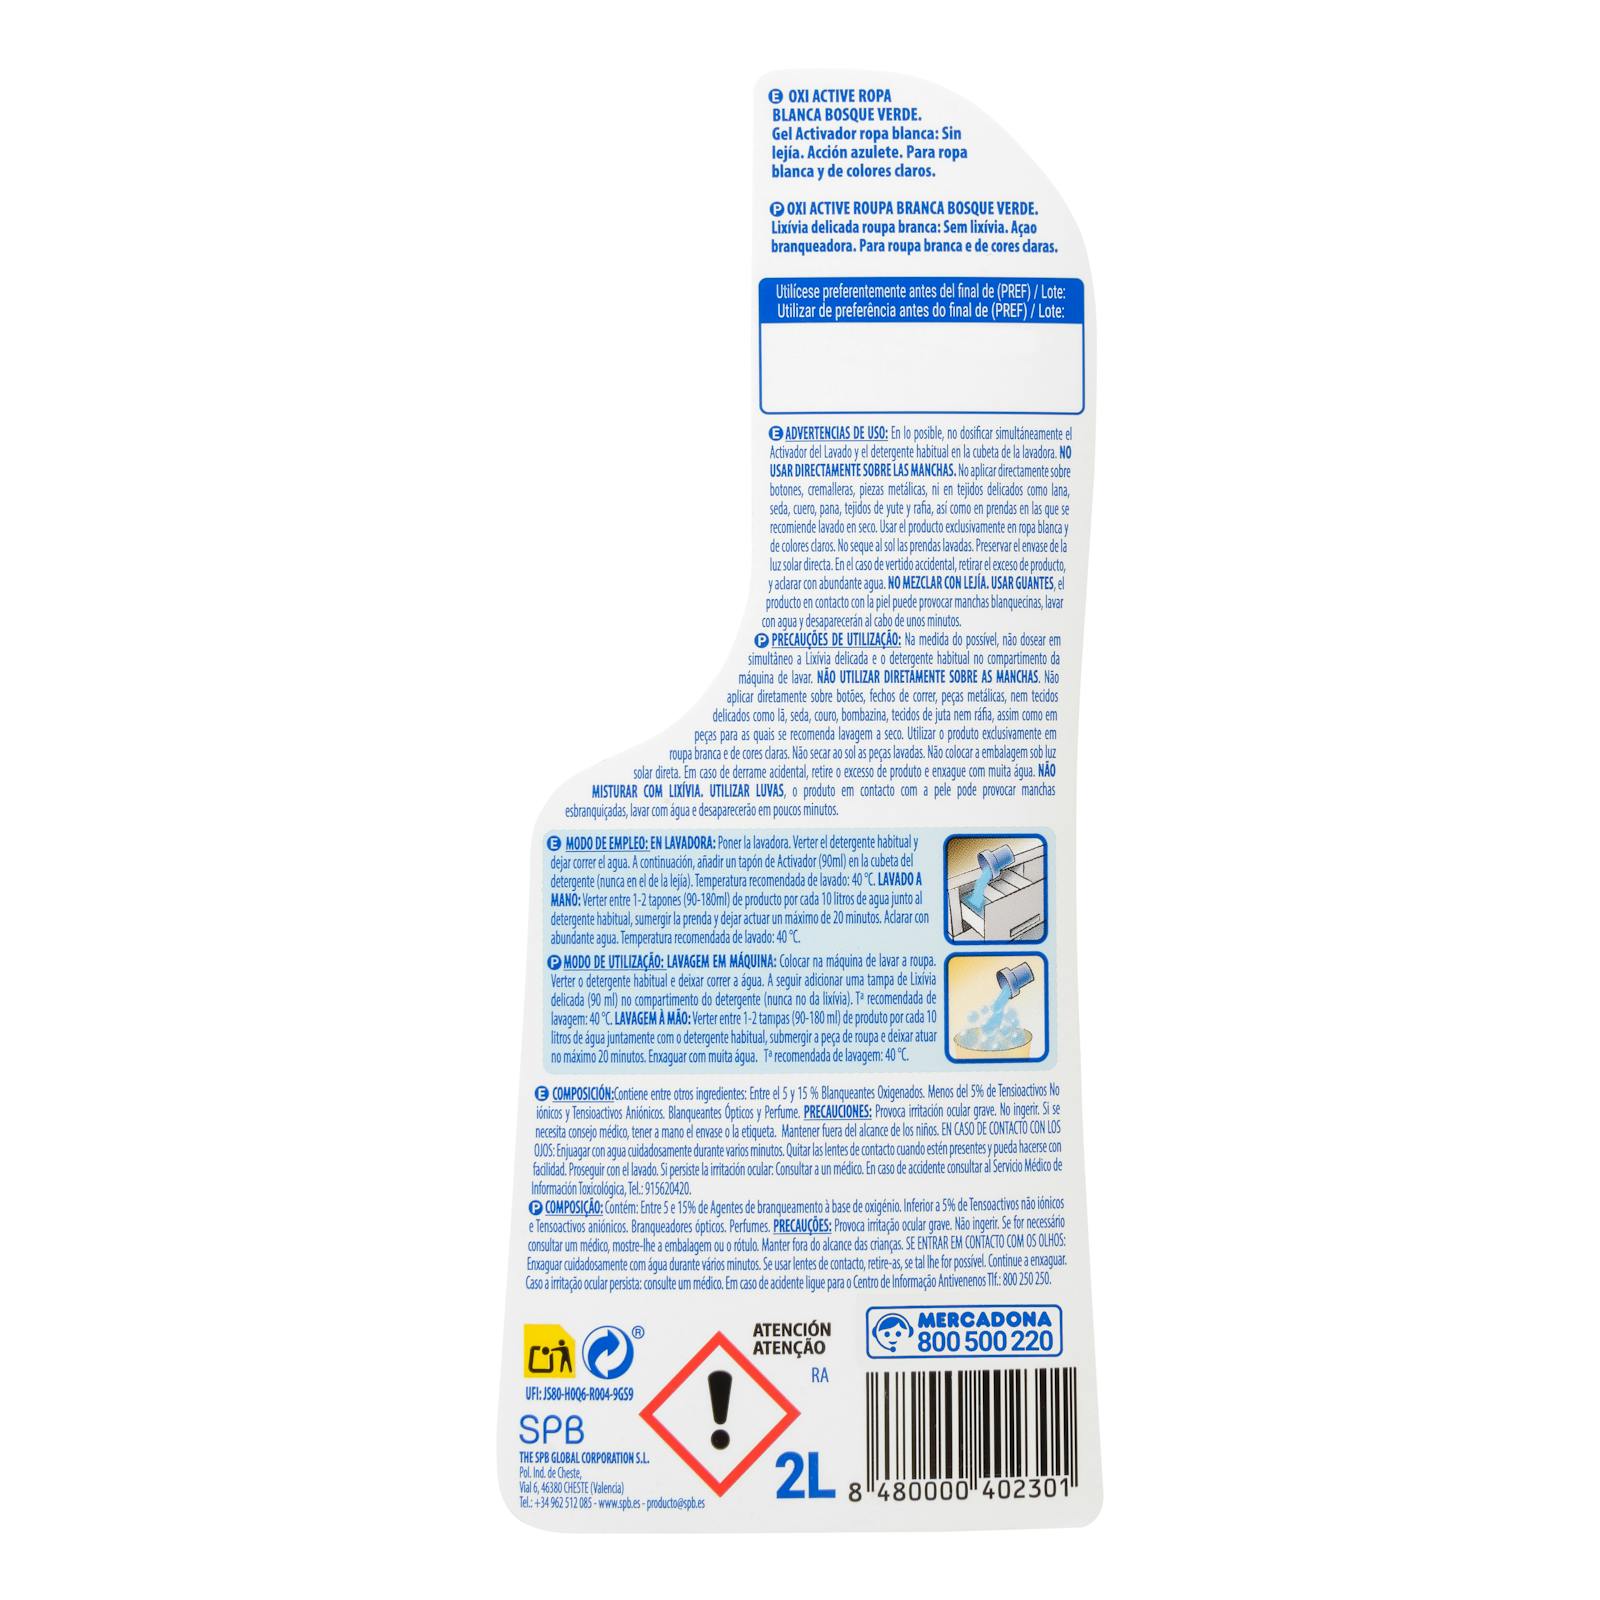 E OXI ACTIVE ROPA
BLANCA BOSQUE VERDE.
Gel Activador ropa blanca: Sin
lejía. Acción azulete. Para ropa
blanca y de colores claros.
P OXI ACTIVE ROUPA BRANCA BOSQUE VERDE.
Lixívia delicada roupa branca: Sem lixívia. Açao
branqueadora. Para roupa branca e de cores claras.
Utilícese preferentemente antes del final de (PREF) / Lote:
Utilizar de preferência antes do final de (PREF) / Lote:
E ADVERTENCIAS DE USO: En lo posible, no dosificar simultáneamente el
Activador del Lavado y el detergente habitual en la cubeta de la lavadora. NO
USAR DIRECTAMENTE SOBRE LAS MANCHAS. No aplicar directamente sobre
botones, cremalleras, piezas metálicas, ni en tejidos delicados como lana,
seda, cuero, pana, tejidos de yute y rafia, así como en prendas en las que se
recomiende lavado en seco. Usar el producto exclusivamente en ropa blanca y
de colores claros. No seque al sol las prendas lavadas. Preservar el envase de la
luz solar directa. En el caso de vertido accidental, retirar el exceso de producto,
y aclarar con abundante agua. NO MEZCLAR CON LEJÍA. USAR GUANTES, el
producto en contacto con la piel puede provocar manchas blanquecinas, lavar
con agua y desaparecerán al cabo de unos minutos.
P PRECAUÇÕES DE UTILIZAÇÃO: Na medida do possível, não dosear em
simultâneo a Lixívia delicada e o detergente habitual no compartimento da
máquina de lavar. NÃO UTILIZAR DIRETAMENTE SOBRE AS MANCHAS. Não
aplicar diretamente sobre botões, fechos de correr, peças metálicas, nem tecidos
delicados como lã, seda, couro, bombazina, tecidos de juta nem ráfia, assim como em
peças para as quais se recomenda lavagem a seco. Utilizar o produto exclusivamente em
roupa branca e de cores claras. Não secar ao sol as peças lavadas. Não colocar a embalagem sob luz
solar direta. Em caso de derrame acidental, retire o excesso de produto e enxague com muita água. NÃO
MISTURAR COM LIXÍVIA. UTILIZAR LUVAS, o produto em contacto com a pele pode provocar manchas
esbranquiçadas, lavar com água e desaparecerão em poucos minutos.
E MODO DE EMPLEO: EN LAVADORA: Poner la lavadora. Verter el detergente habitual y
dejar correr el agua. A continuación, añadir un tapón de Activador (90ml) en la cubeta del
detergente (nunca en el de la lejía). Temperatura recomendada de lavado: 40 °C. LAVADO A
MANO: Verter entre 1-2 tapones (90-180ml) de producto por cada 10 litros de agua junto al
detergente habitual, sumergir la prenda y dejar actuar un máximo de 20 minutos. Aclarar con
abundante agua. Temperatura recomendada de lavado: 40 °C.
P MODO DE UTILIZAÇÃO: LAVAGEM EM MÁQUINA: Colocar na máquina de lavar a roupa.
Verter o detergente habitual e deixar correr a água. A seguir adicionar uma tampa de Lixívia
delicada (90 ml) no compartimento do detergente (nunca no da lixívia). Tª recomendada de
lavagem: 40 °C. LAVAGEM À MÃO: Verter entre 1-2 tampas (90-180 ml) de produto por cada 10
litros de água juntamente com o detergente habitual, submergir a peça de roupa e deixar atuar
no máximo 20 minutos. Enxaguar com muita água. Tª recomendada de lavagem: 40 °C.
E COMPOSICIÓN:Contiene entre otros ingredientes: Entre el 5 y 15 % Blanqueantes Oxigenados. Menos del 5% de Tensioactivos No
iónicos y Tensioactivos Aniónicos. Blanqueantes Ópticos y Perfume. PRECAUCIONES: Provoca irritación ocular grave. No ingerir. Si se
necesita consejo médico, tener a mano el envase o la etiqueta. Mantener fuera del alcance de los niños. EN CASO DE CONTACTO CON LOS
OJOS: Enjuagar con agua cuidadosamente durante varios minutos. Quitar las lentes de contacto cuando estén presentes y pueda hacerse con
facilidad. Proseguir con el lavado. Si persiste la irritación ocular: Consultar a un médico. En caso de accidente consultar al Servicio Médico de
Información Toxicológica, Tel.: 915620420.
P COMPOSIÇÃO: Contém: Entre 5 e 15% de Agentes de branqueamento à base de oxigénio. Inferior a 5% de Tensoactivos não iónicos
e Tensoactivos aniónicos. Branqueadores ópticos. Perfumes. PRECAUÇÕES: Provoca irritação ocular grave. Não ingerir. Se for necessário
consultar um médico, mostre-lhe a embalagem ou o rótulo. Manter fora do alcance das crianças. SE ENTRAR EM CONTACTO COM OS OLHOS:
Enxaguar cuidadosamente com água durante vários minutos. Se usar lentes de contacto, retire-as, se tal lhe for possível. Continue a enxaguar.
Caso a irritação ocular persista: consulte um médico. Em caso de acidente ligue para o Centro de Informação Antivenenos Tlf.: 800 250 250.
ATENCIÓN
ATENÇÃO
RA
MERCADONA
800 500 220
®
UFI: JS80-H0Q6-R004-9GS9
SPB
THE SPB GLOBAL CORPORATION S.L.
Pol. Ind. de Cheste,
Vial 6, 46380 CHESTE (Valencia)
Tel.: +34 962 512 085 - www.spb.es - producto@spb.es
2L
8 480000 402301